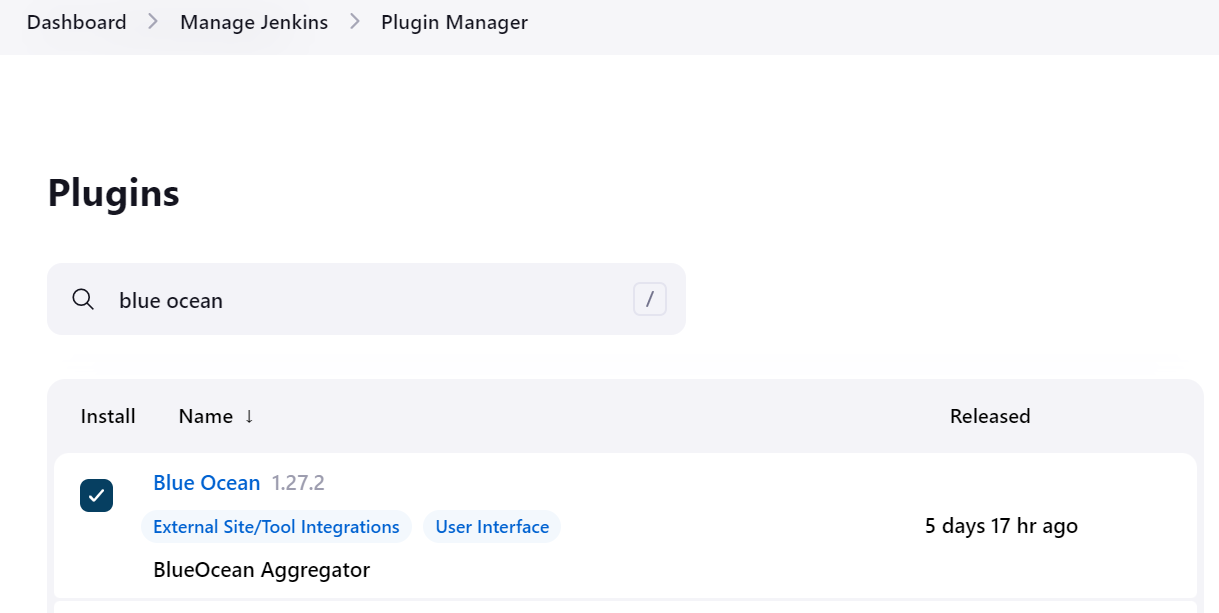 Dashboard > Manage Jenkins > Plugin Manager
Plugins
blue ocean /
Install Name ↓ Released
Blue Ocean 1.27.2
External Site/Tool Integrations User Interface
5 days 17 hr ago
BlueOcean Aggregator